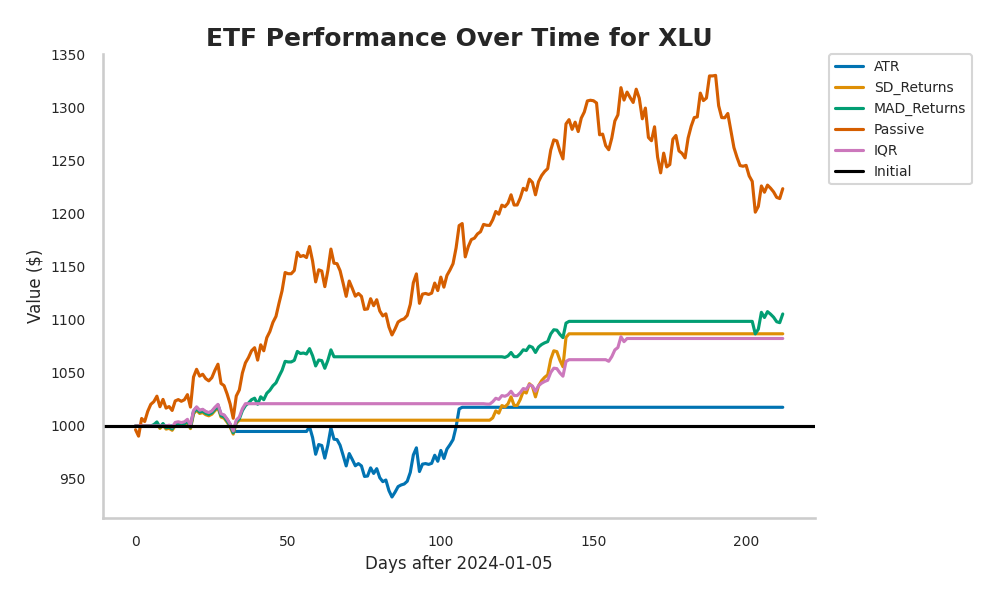 ETF Performance Over Time for XLU
1350
1300
1250
1200
1150
1100
1050
1000
950
Value ($)
0 50 100 150 200
Days after 2024-01-05
ATR
SD_Returns
MAD_Returns
Passive
IQR
Initial